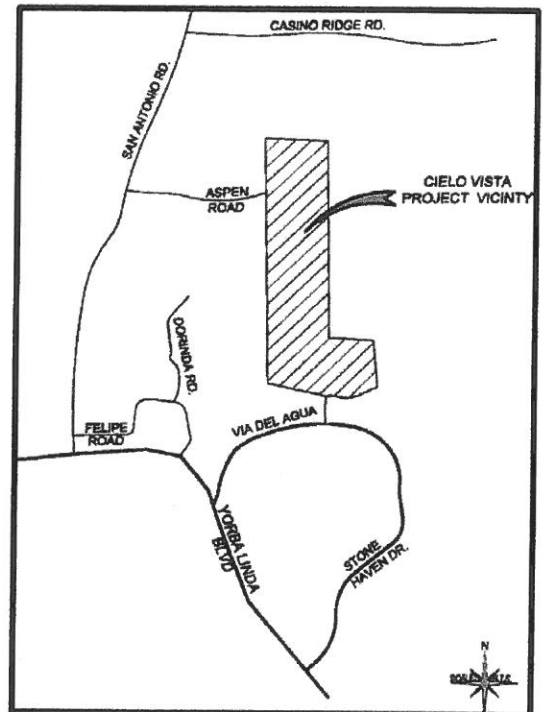 CASINO RIDGE RD.
SAN ANTONIO RD.
ASPEN
ROAD
CIELO VISTA
PROJECT VICINTY
DORINDA RD.
FELIPE
ROAD
VIA DEL AGUA
YORBA LINDA
BLVD
STONE
HAVEN DR.
N